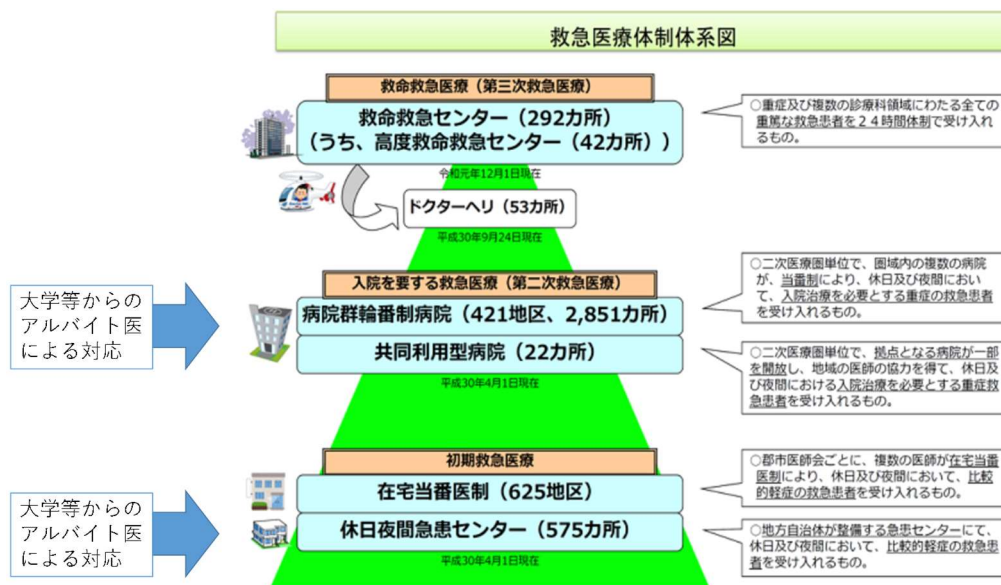 救急医療体制体系図
救命救急医療（第三次救急医療）
救命救急センター（292カ所）
（うち、高度救命救急センター（42カ所））
令和元年12月1日現在
○重症及び複数の診療科領域にわたる全ての
重篤な救急患者を２４時間体制で受け入れ
るもの。
ドクターヘリ（53カ所）
平成30年9月24日現在
大学等からの
アルバイト医
による対応
入院を要する救急医療（第二次救急医療）
病院群輪番制病院（421地区、2,851カ所）
共同利用型病院（22カ所）
平成30年4月1日現在
○二次医療圏単位で、圏域内の複数の病院
が、当番制により、休日及び夜間におい
て、入院治療を必要とする重症の救急患者
を受け入れるもの。
○二次医療圏単位で、拠点となる病院が一部
を開放し、地域の医師の協力を得て、休日及
び夜間における入院治療を必要とする重症救
急患者を受け入れるもの。
大学等からの
アルバイト医
による対応
初期救急医療
在宅当番医制（625地区）
休日夜間急患センター（575カ所）
平成30年4月1日現在
○郡市医師会ごとに、複数の医師が在宅当番
医制により、休日及び夜間において、比較
的軽症の救急患者を受け入れるもの。
○地方自治体が整備する急患センターにて、
休日及び夜間において、比較的軽症の救急患
者を受け入れるもの。